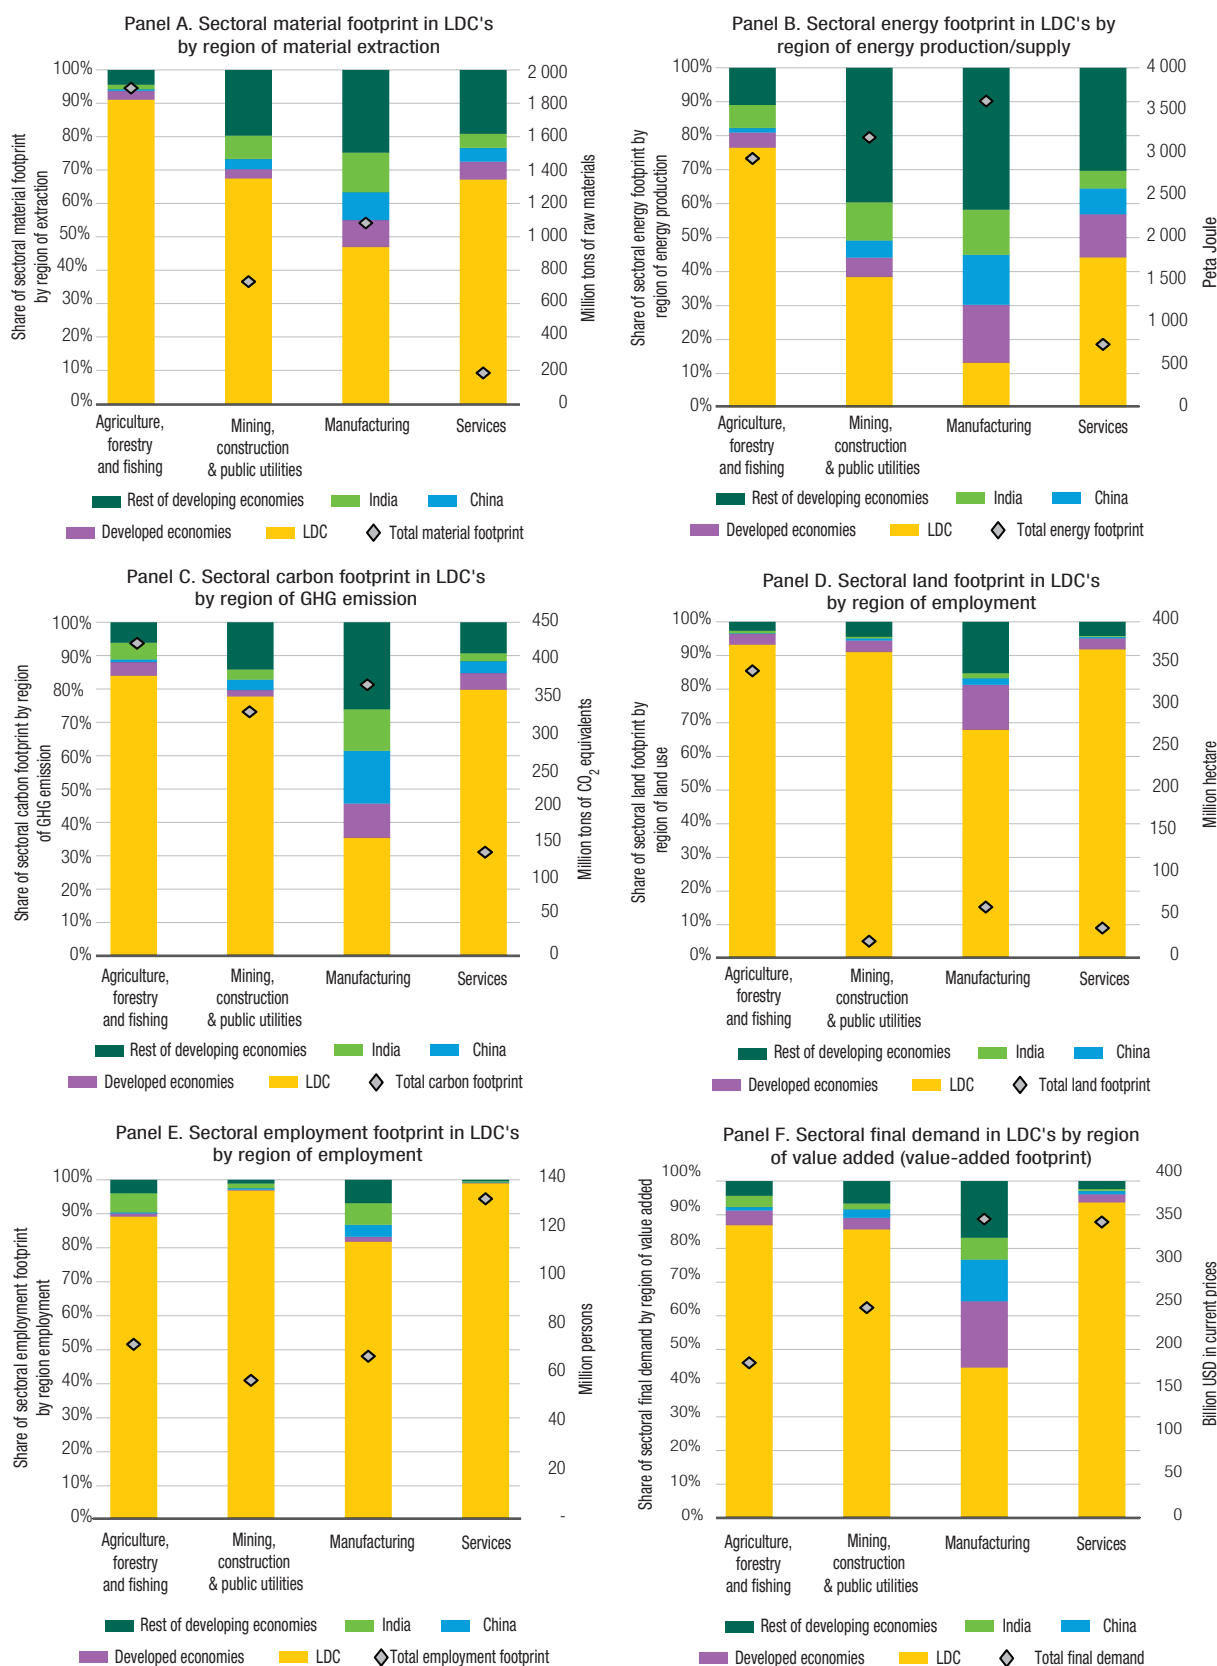 Panel A. Sectoral material footprint in LDC's
by region of material extraction
Share of sectoral material footprint
by region of extraction
100%
90%
80%
70%
60%
50%
40%
30%
20%
10%
0%
2 000
1 800
1 600
1 400
1 200
1 000
800
600
400
200
0
Million tons of raw materials
Agriculture,
forestry
and fishing
Mining,
construction
& public utilities
Manufacturing
Services
Rest of developing economies
India
China
Developed economies
LDC
Total material footprint
Panel B. Sectoral energy footprint in LDC's by
region of energy production/supply
Share of sectoral energy footprint by
region of energy production
100%
90%
80%
70%
60%
50%
40%
30%
20%
10%
0%
4 000
3 500
3 000
2 500
2 000
1 500
1 000
500
0
Peta Joule
Agriculture,
forestry
and fishing
Mining,
construction
& public utilities
Manufacturing
Services
Rest of developing economies
India
China
Developed economies
LDC
Total energy footprint
Panel C. Sectoral carbon footprint in LDC's
by region of GHG emission
Share of sectoral carbon footprint by region
of GHG emission
100%
90%
80%
70%
60%
50%
40%
30%
20%
10%
0%
450
400
350
300
250
200
150
100
50
0
Million tons of CO2 equivalents
Agriculture,
forestry
and fishing
Mining,
construction
& public utilities
Manufacturing
Services
Rest of developing economies
India
China
Developed economies
LDC
Total carbon footprint
Panel D. Sectoral land footprint in LDC's
by region of employment
Share of sectoral land footprint by
region of land use
100%
90%
80%
70%
60%
50%
40%
30%
20%
10%
0%
400
350
300
250
200
150
100
50
0
Million hectare
Agriculture,
forestry
and fishing
Mining,
construction
& public utilities
Manufacturing
Services
Rest of developing economies
India
China
Developed economies
LDC
Total land footprint
Panel E. Sectoral employment footprint in LDC's
by region of employment
Share of sectoral employment footprint
by region employment
100%
90%
80%
70%
60%
50%
40%
30%
20%
10%
0%
140
120
100
80
60
40
20
-
Million persons
Agriculture,
forestry
and fishing
Mining,
construction
& public utilities
Manufacturing
Services
Rest of developing economies
India
China
Developed economies
LDC
Total employment footprint
Panel F. Sectoral final demand in LDC's by region
of value added (value-added footprint)
Share of sectoral final demand by region of value added
100%
90%
80%
70%
60%
50%
40%
30%
20%
10%
0%
400
350
300
250
200
150
100
50
0
Billion USD in current prices
Agriculture,
forestry
and fishing
Mining,
construction
& public utilities
Manufacturing
Services
Rest of developing economies
India
China
Developed economies
LDC
Total final demand